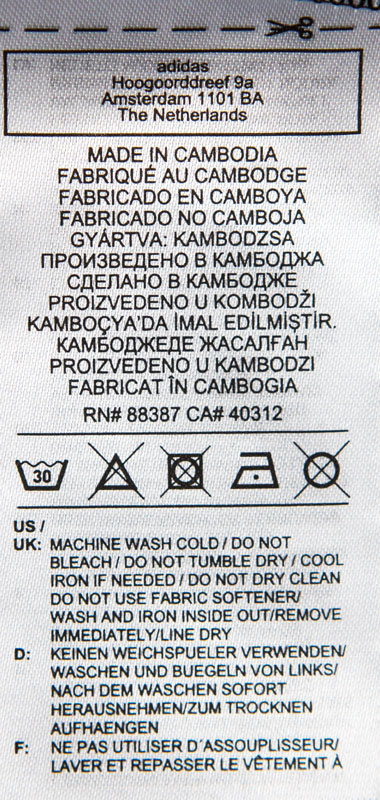 adidas
Hoogoorddreef 9a
Amsterdam 1101 BA
The Netherlands
MADE IN CAMBODIA
FABRIQUÉ AU CAMBODGE
FABRICADO EN CAMBOYA
FABRICADO NO CAMBOJA
GYÁRTVA: KAMBODZSA
ПРОИЗВЕДЕНО В КАМБОДЖА
СДЕЛАНО В КАМБОДЖЕ
PROIZVEDENO U KOMBODŽI
KAMBOÇYA'DA İMAL EDİLMİŞTİR.
КАМБОДЖЕДЕ ЖАСАЛҒАН
PROIZVEDENO U KAMBODZI
FABRICAT ÎN CAMBOGIA
RN# 88387 CA# 40312
30
US /
UK: MACHINE WASH COLD / DO NOT
BLEACH / DO NOT TUMBLE DRY / COOL
IRON IF NEEDED / DO NOT DRY CLEAN
DO NOT USE FABRIC SOFTENER/
WASH AND IRON INSIDE OUT/REMOVE
IMMEDIATELY/LINE DRY
D: KEINEN WEICHSPUELER VERWENDEN/
WASCHEN UND BUEGELN VON LINKS/
NACH DEM WASCHEN SOFORT
HERAUSNEHMEN/ZUM TROCKNEN
AUFHAENGEN
F: NE PAS UTILISER D´ASSOUPLISSEUR/
LAVER ET REPASSER LE VÊTEMENT À